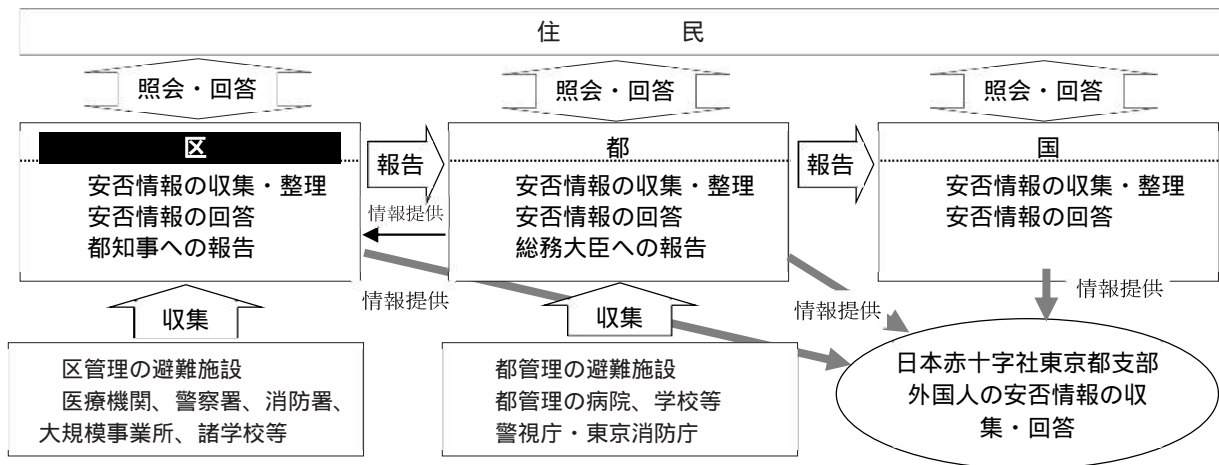 住　　　民
照会・回答
照会・回答
照会・回答
区
安否情報の収集・整理
安否情報の回答
都知事への報告
報告
情報提供
都
安否情報の収集・整理
安否情報の回答
総務大臣への報告
報告
国
安否情報の収集・整理
安否情報の回答
情報提供
情報提供
情報提供
収集
収集
区管理の避難施設
医療機関、警察署、消防署、
大規模事業所、諸学校等
都管理の避難施設
都管理の病院、学校等
警視庁・東京消防庁
日本赤十字社東京都支部
外国人の安否情報の収
集・回答